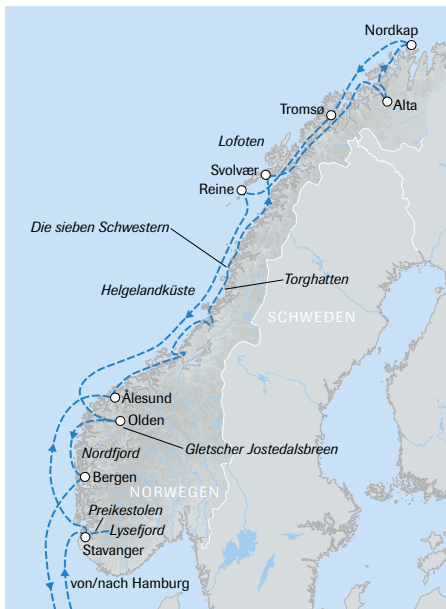 Nordkap
Alta
Tromsø
Lofoten
Svolvær
Reine
Die sieben Schwestern
Helgelandküste
Torghatten
SCHWEDEN
Ålesund
Olden
Nordfjord
Gletscher Jostedalsbreen
Bergen
NORWEGEN
Preikestolen
Lysefjord
Stavanger
von/nach Hamburg